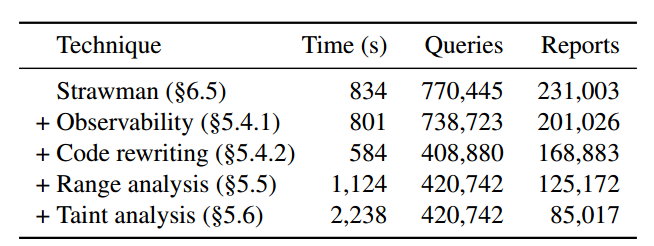 Technique Time (s) Queries Reports
Strawman (§6.5) 834 770,445 231,003
+ Observability (§5.4.1) 801 738,723 201,026
+ Code rewriting (§5.4.2) 584 408,880 168,883
+ Range analysis (§5.5) 1,124 420,742 125,172
+ Taint analysis (§5.6) 2,238 420,742 85,017